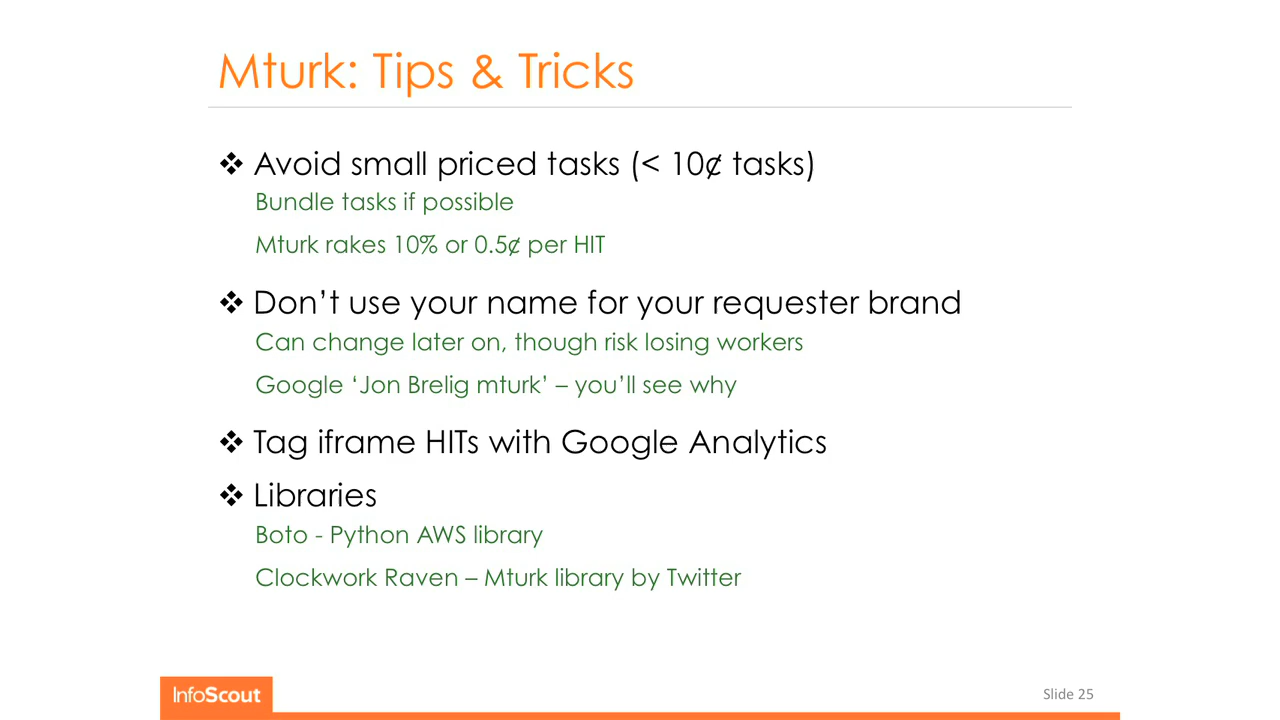 Mturk: Tips & Tricks
❖ Avoid small priced tasks (< 10¢ tasks)
Bundle tasks if possible
Mturk rakes 10% or 0.5¢ per HIT
❖ Don’t use your name for your requester brand
Can change later on, though risk losing workers
Google ‘Jon Brelig mturk’ – you’ll see why
❖ Tag iframe HITs with Google Analytics
❖ Libraries
Boto - Python AWS library
Clockwork Raven – Mturk library by Twitter
InfoScout
Slide 25